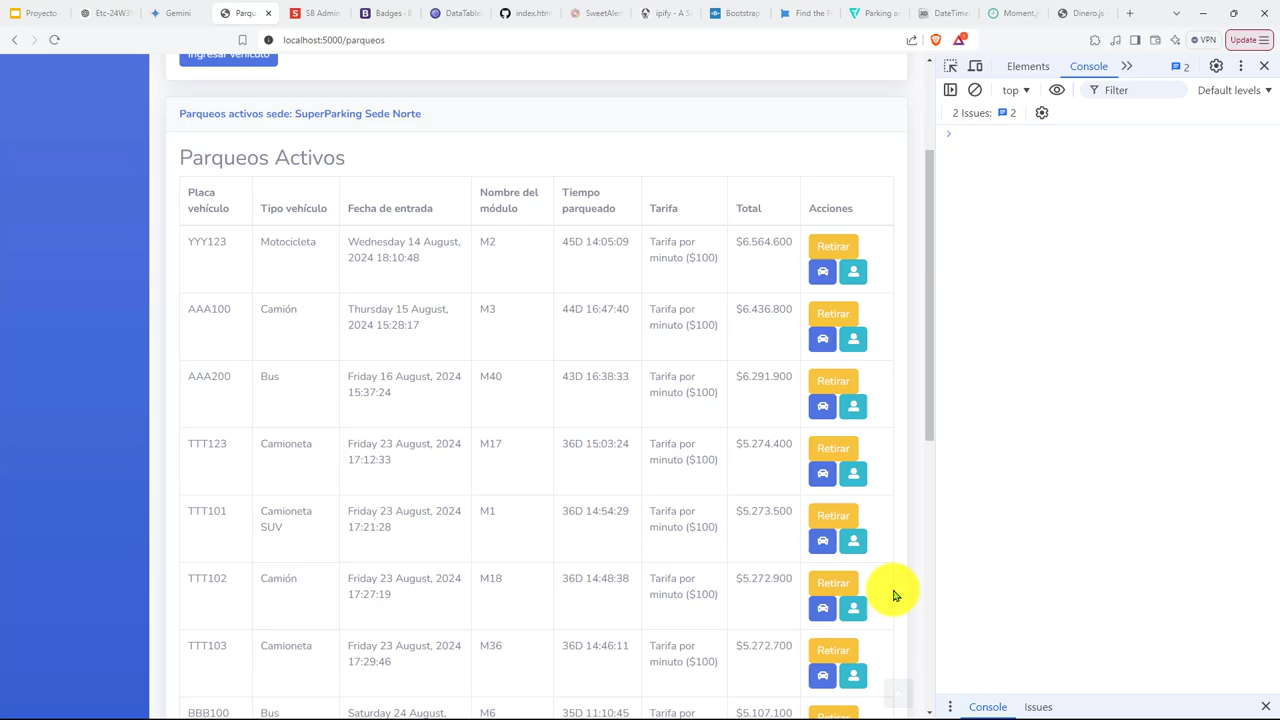 Proyecto
Etc-24W3
Gemini
Parqu
SB Admin
Badges -
DataTable
index.html
SweetAler
ipify - A S
Bootstrap
Find the R
Parking a
DateTime
Moment.j
Dinero.js
localhost:5000/parqueos
VPN
Update
Ingresar vehículo
Parqueos activos sede: SuperParking Sede Norte
Parqueos Activos
Placa vehículo
Tipo vehículo
Fecha de entrada
Nombre del módulo
Tiempo parqueado
Tarifa
Total
Acciones
YYY123
Motocicleta
Wednesday 14 August,
2024 18:10:48
M2
45D 14:05:09
Tarifa por
minuto ($100)
$6.564.600
Retirar
AAA100
Camión
Thursday 15 August,
2024 15:28:17
M3
44D 16:47:40
Tarifa por
minuto ($100)
$6.436.800
Retirar
AAA200
Bus
Friday 16 August, 2024
15:37:24
M40
43D 16:38:33
Tarifa por
minuto ($100)
$6.291.900
Retirar
TTT123
Camioneta
Friday 23 August, 2024
17:12:33
M17
36D 15:03:24
Tarifa por
minuto ($100)
$5.274.400
Retirar
TTT101
Camioneta
SUV
Friday 23 August, 2024
17:21:28
M1
36D 14:54:29
Tarifa por
minuto ($100)
$5.273.500
Retirar
TTT102
Camión
Friday 23 August, 2024
17:27:19
M18
36D 14:48:38
Tarifa por
minuto ($100)
$5.272.900
Retirar
TTT103
Camioneta
Friday 23 August, 2024
17:29:46
M36
36D 14:46:11
Tarifa por
minuto ($100)
$5.272.700
Retirar
BBB100
Bus
Saturday 24 August,
M6
35D 11:10:45
Tarifa por
$5.107.100
Retirar
Elements
Console
2
top
Filter
Default levels
2 Issues:
2
Console
Issues